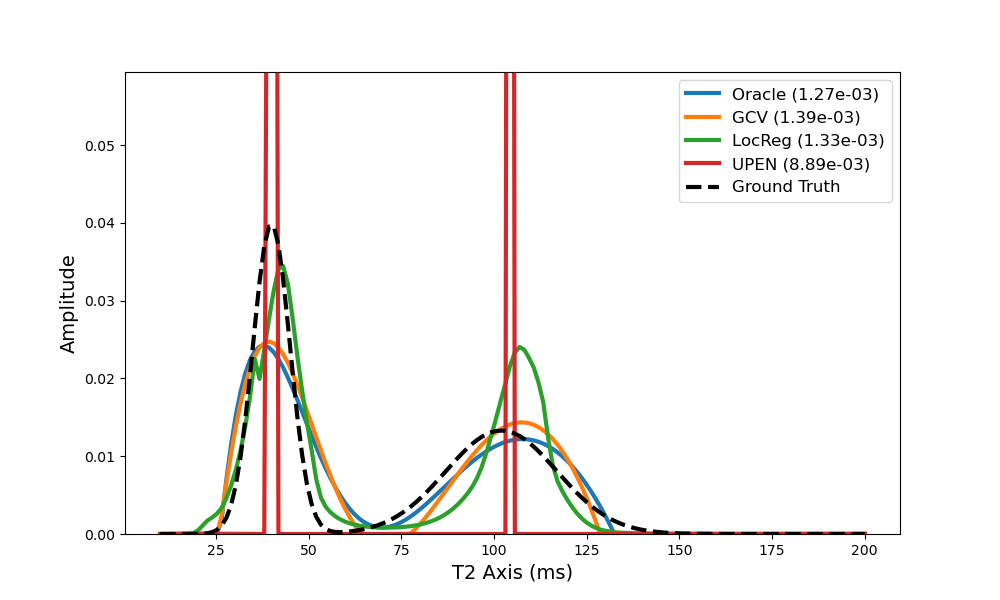 Oracle (1.27e-03)
GCV (1.39e-03)
LocReg (1.33e-03)
UPEN (8.89e-03)
Ground Truth
Amplitude
0.05
0.04
0.03
0.02
0.01
0.00
25 50 75 100 125 150 175 200
T2 Axis (ms)